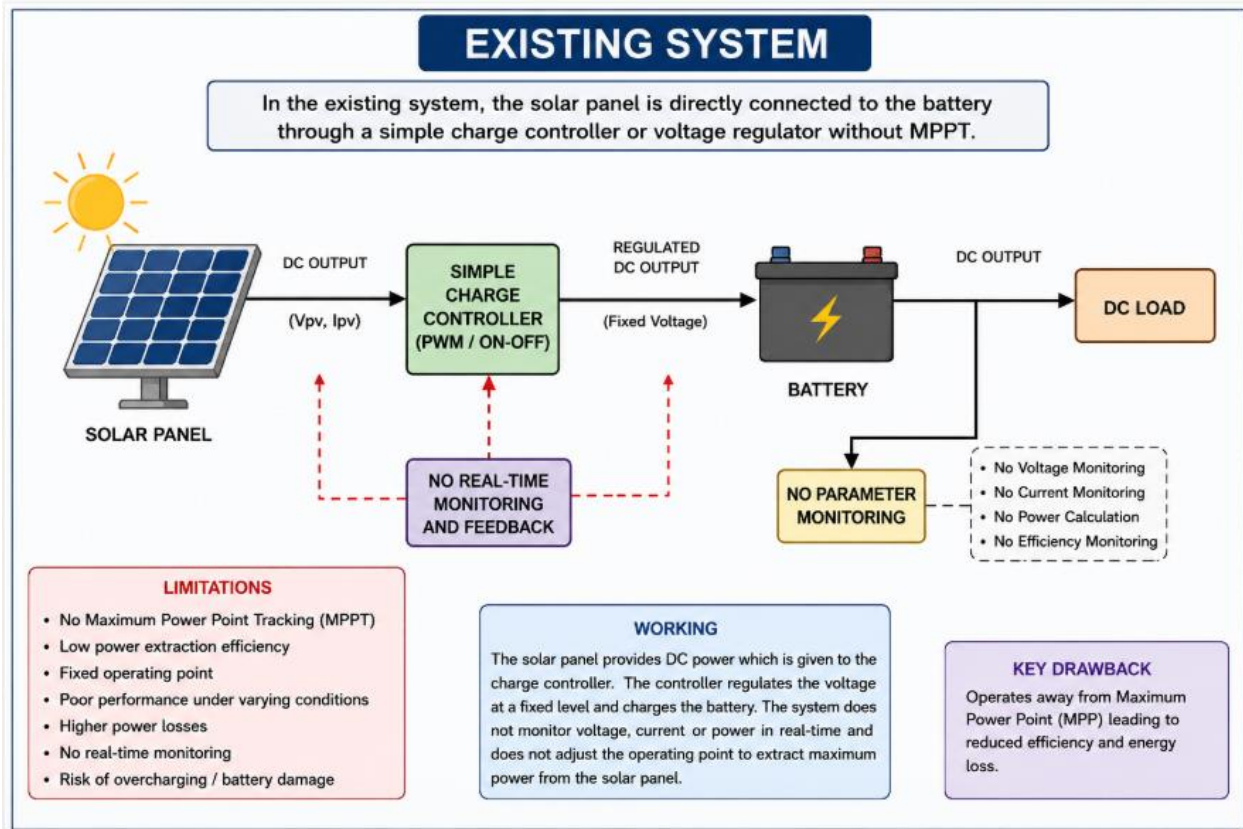 EXISTING SYSTEM
In the existing system, the solar panel is directly connected to the battery
through a simple charge controller or voltage regulator without MPPT.
DC OUTPUT
(Vpv, Ipv)
SOLAR PANEL
SIMPLE
CHARGE
CONTROLLER
(PWM / ON-OFF)
REGULATED
DC OUTPUT
(Fixed Voltage)
BATTERY
DC OUTPUT
DC LOAD
NO REAL-TIME
MONITORING
AND FEEDBACK
NO PARAMETER
MONITORING
• No Voltage Monitoring
• No Current Monitoring
• No Power Calculation
• No Efficiency Monitoring
LIMITATIONS
• No Maximum Power Point Tracking (MPPT)
• Low power extraction efficiency
• Fixed operating point
• Poor performance under varying conditions
• Higher power losses
• No real-time monitoring
• Risk of overcharging / battery damage
WORKING
The solar panel provides DC power which is given to the
charge controller. The controller regulates the voltage
at a fixed level and charges the battery. The system does
not monitor voltage, current or power in real-time and
does not adjust the operating point to extract maximum
power from the solar panel.
KEY DRAWBACK
Operates away from Maximum
Power Point (MPP) leading to
reduced efficiency and energy
loss.